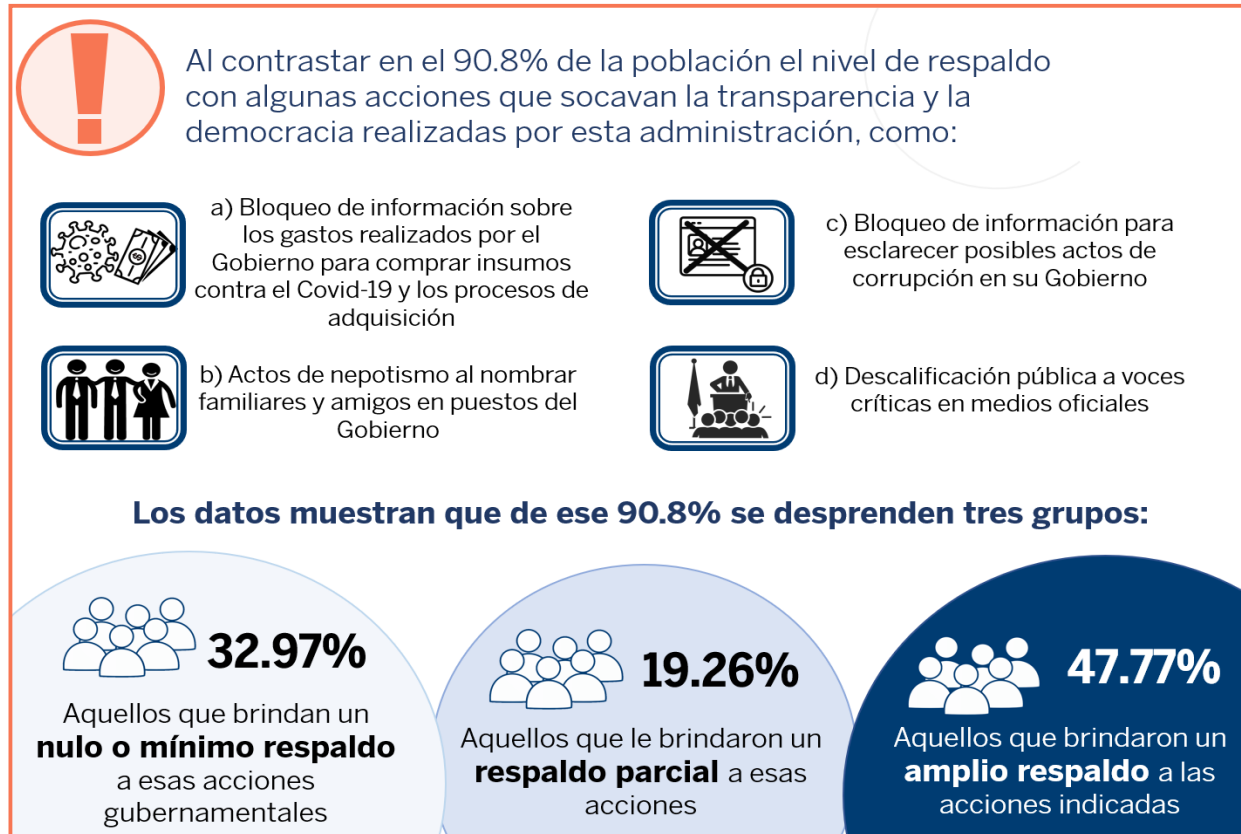 Al contrastar en el 90.8% de la población el nivel de respaldo
con algunas acciones que socavan la transparencia y la
democracia realizadas por esta administración, como:
a) Bloqueo de información sobre
los gastos realizados por el
Gobierno para comprar insumos
contra el Covid-19 y los procesos de
adquisición
b) Actos de nepotismo al nombrar
familiares y amigos en puestos del
Gobierno
c) Bloqueo de información para
esclarecer posibles actos de
corrupción en su Gobierno
d) Descalificación pública a voces
críticas en medios oficiales
Los datos muestran que de ese 90.8% se desprenden tres grupos:
32.97%
Aquellos que brindan un
nulo o mínimo respaldo
a esas acciones
gubernamentales
19.26%
Aquellos que le brindaron un
respaldo parcial a esas
acciones
47.77%
Aquellos que brindaron un
amplio respaldo a las
acciones indicadas